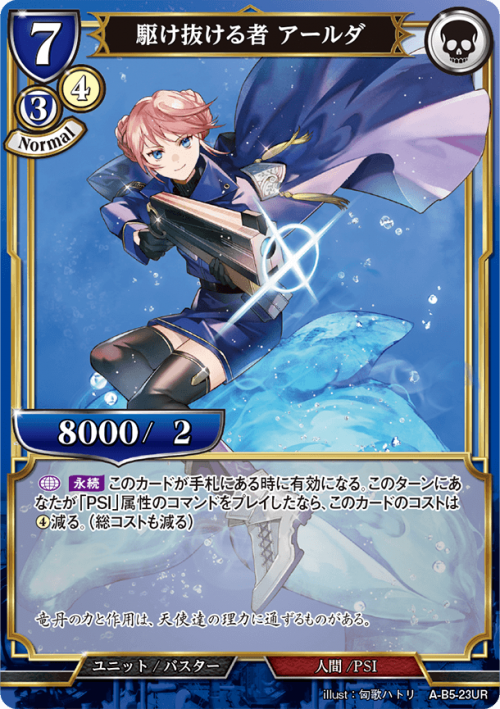 7
駆け抜ける者 アールダ
3
4
Normal
8000/ 2
永続 このカードが手札にある時に有効になる。このターンにあ
なたが「PSI」属性のコマンドをプレイしたなら、このカードのコストは
④減る。（総コストも減る）
竜丹の力と作用は、天使達の理力に通ずるものがある。
ユニット / バスター
人間 /PSI
illust：匈歌ハトリ A-B5-23UR